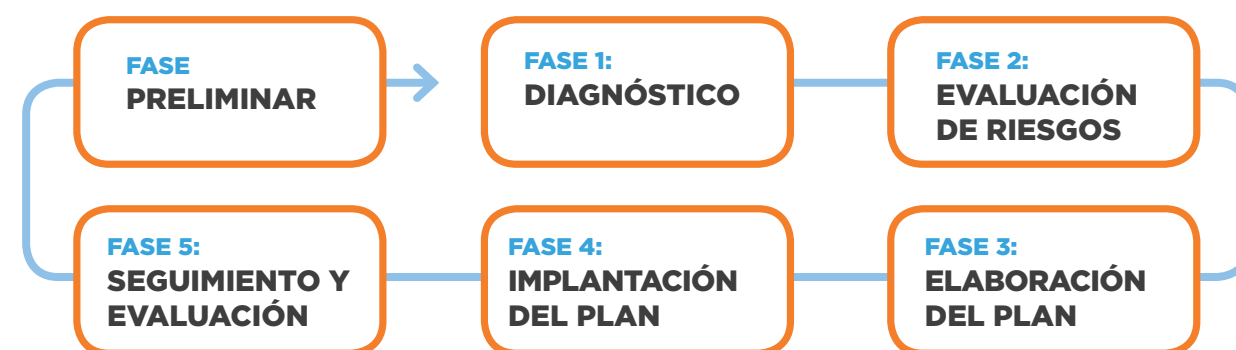 FASE
PRELIMINAR
FASE 1:
DIAGNÓSTICO
FASE 2:
EVALUACIÓN
DE RIESGOS
FASE 5:
SEGUIMIENTO Y
EVALUACIÓN
FASE 4:
IMPLANTACIÓN
DEL PLAN
FASE 3:
ELABORACIÓN
DEL PLAN